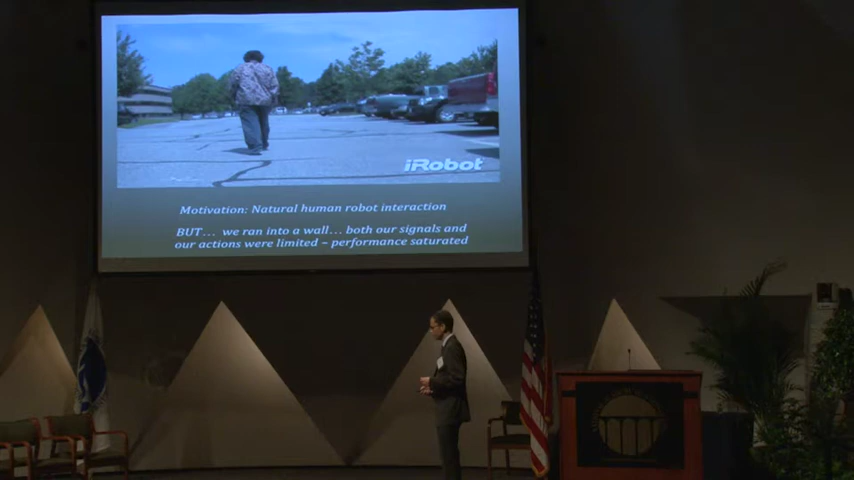 iRobot
Motivation: Natural human robot interaction
BUT... we ran into a wall... both our signals and
our actions were limited – performance saturated